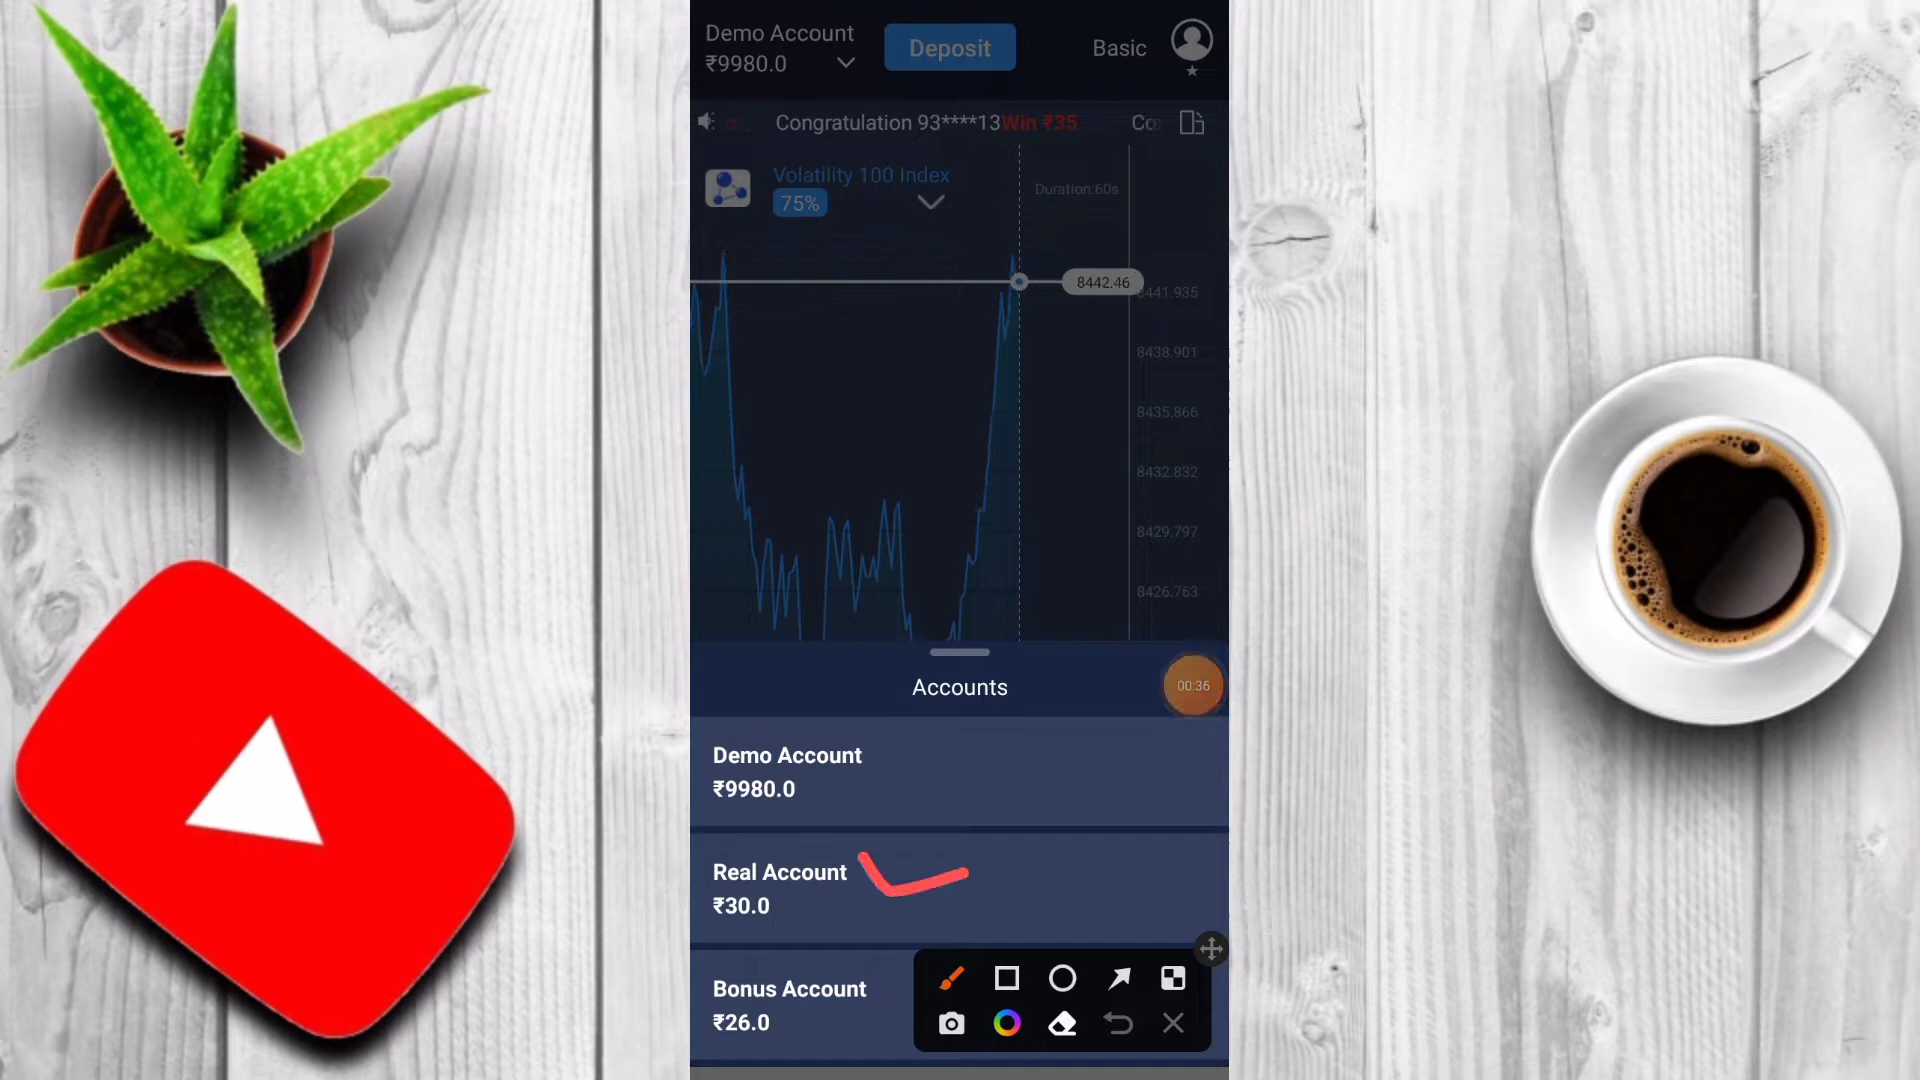 Demo Account
₹9980.0
Deposit
Basic
Congratulation 93****13Win ₹35
Volatility 100 Index
75%
Duration:60s
8442.46
8441.935
8438.901
8435.866
8432.832
8429.797
8426.763
Accounts
00:36
Demo Account
₹9980.0
Real Account
₹30.0
Bonus Account
₹26.0